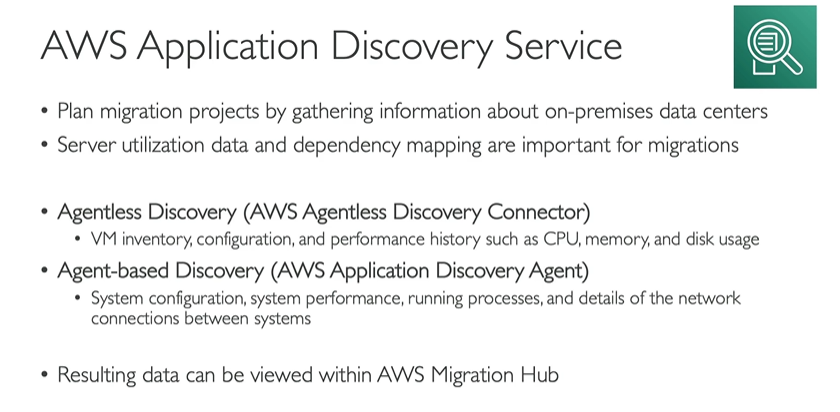 AWS Application Discovery Service
• Plan migration projects by gathering information about on-premises data centers
• Server utilization data and dependency mapping are important for migrations
• Agentless Discovery (AWS Agentless Discovery Connector)
• VM inventory, configuration, and performance history such as CPU, memory, and disk usage
• Agent-based Discovery (AWS Application Discovery Agent)
• System configuration, system performance, running processes, and details of the network
connections between systems
• Resulting data can be viewed within AWS Migration Hub